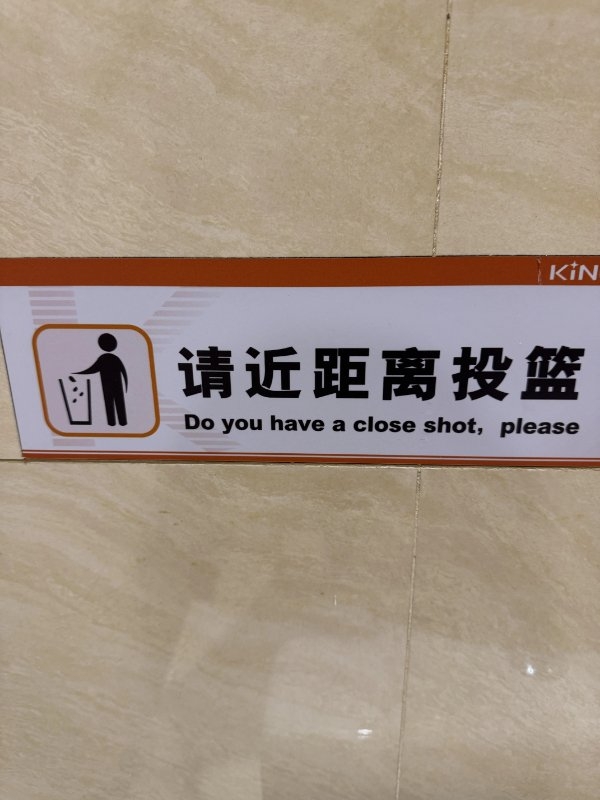 KiN
请近距离投篮
Do you have a close shot, please